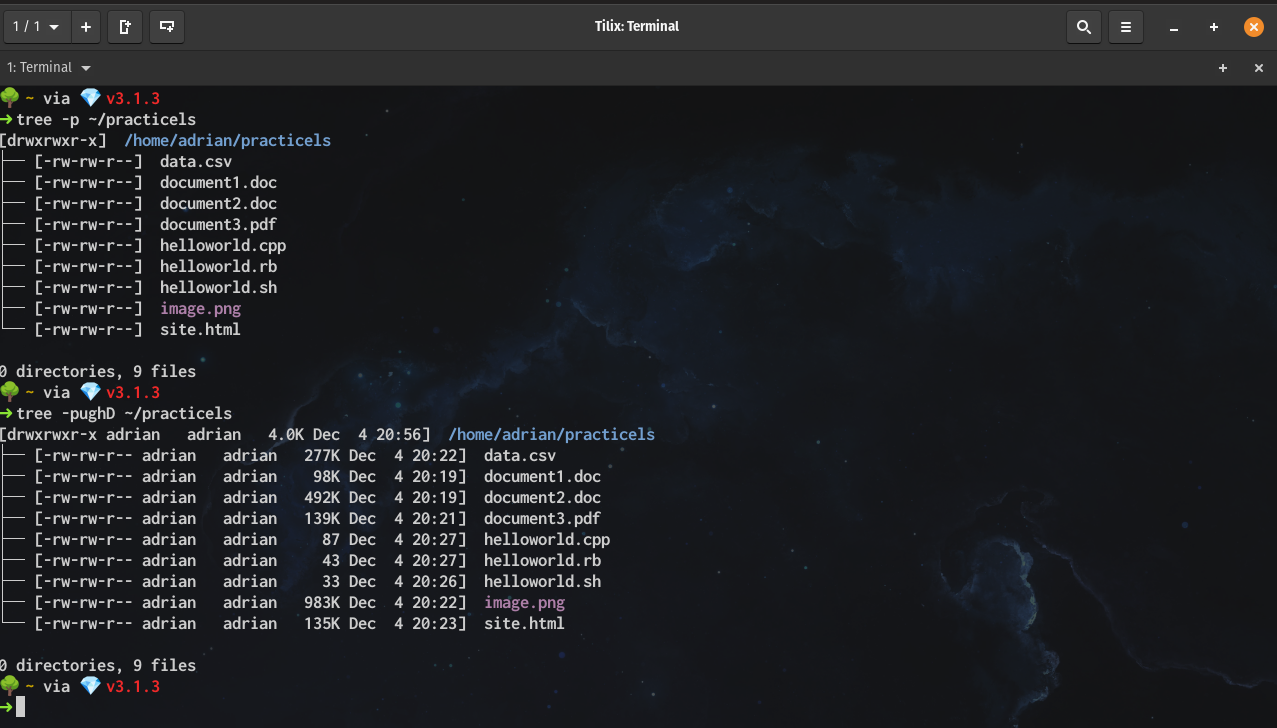 1 / 1
Tilix: Terminal
1: Terminal
~ via 💎 v3.1.3
➜ tree -p ~/practicels
[drwxrwxr-x]  /home/adrian/practicels
├── [-rw-rw-r--]  data.csv
├── [-rw-rw-r--]  document1.doc
├── [-rw-rw-r--]  document2.doc
├── [-rw-rw-r--]  document3.pdf
├── [-rw-rw-r--]  helloworld.cpp
├── [-rw-rw-r--]  helloworld.rb
├── [-rw-rw-r--]  helloworld.sh
├── [-rw-rw-r--]  image.png
└── [-rw-rw-r--]  site.html
0 directories, 9 files
~ via 💎 v3.1.3
➜ tree -pughD ~/practicels
[drwxrwxr-x adrian   adrian   4.0K Dec  4 20:56]  /home/adrian/practicels
├── [-rw-rw-r-- adrian   adrian   277K Dec  4 20:22]  data.csv
├── [-rw-rw-r-- adrian   adrian    98K Dec  4 20:19]  document1.doc
├── [-rw-rw-r-- adrian   adrian   492K Dec  4 20:19]  document2.doc
├── [-rw-rw-r-- adrian   adrian   139K Dec  4 20:21]  document3.pdf
├── [-rw-rw-r-- adrian   adrian     87 Dec  4 20:27]  helloworld.cpp
├── [-rw-rw-r-- adrian   adrian     43 Dec  4 20:27]  helloworld.rb
├── [-rw-rw-r-- adrian   adrian     33 Dec  4 20:26]  helloworld.sh
├── [-rw-rw-r-- adrian   adrian   983K Dec  4 20:22]  image.png
└── [-rw-rw-r-- adrian   adrian   135K Dec  4 20:23]  site.html
0 directories, 9 files
~ via 💎 v3.1.3
➜